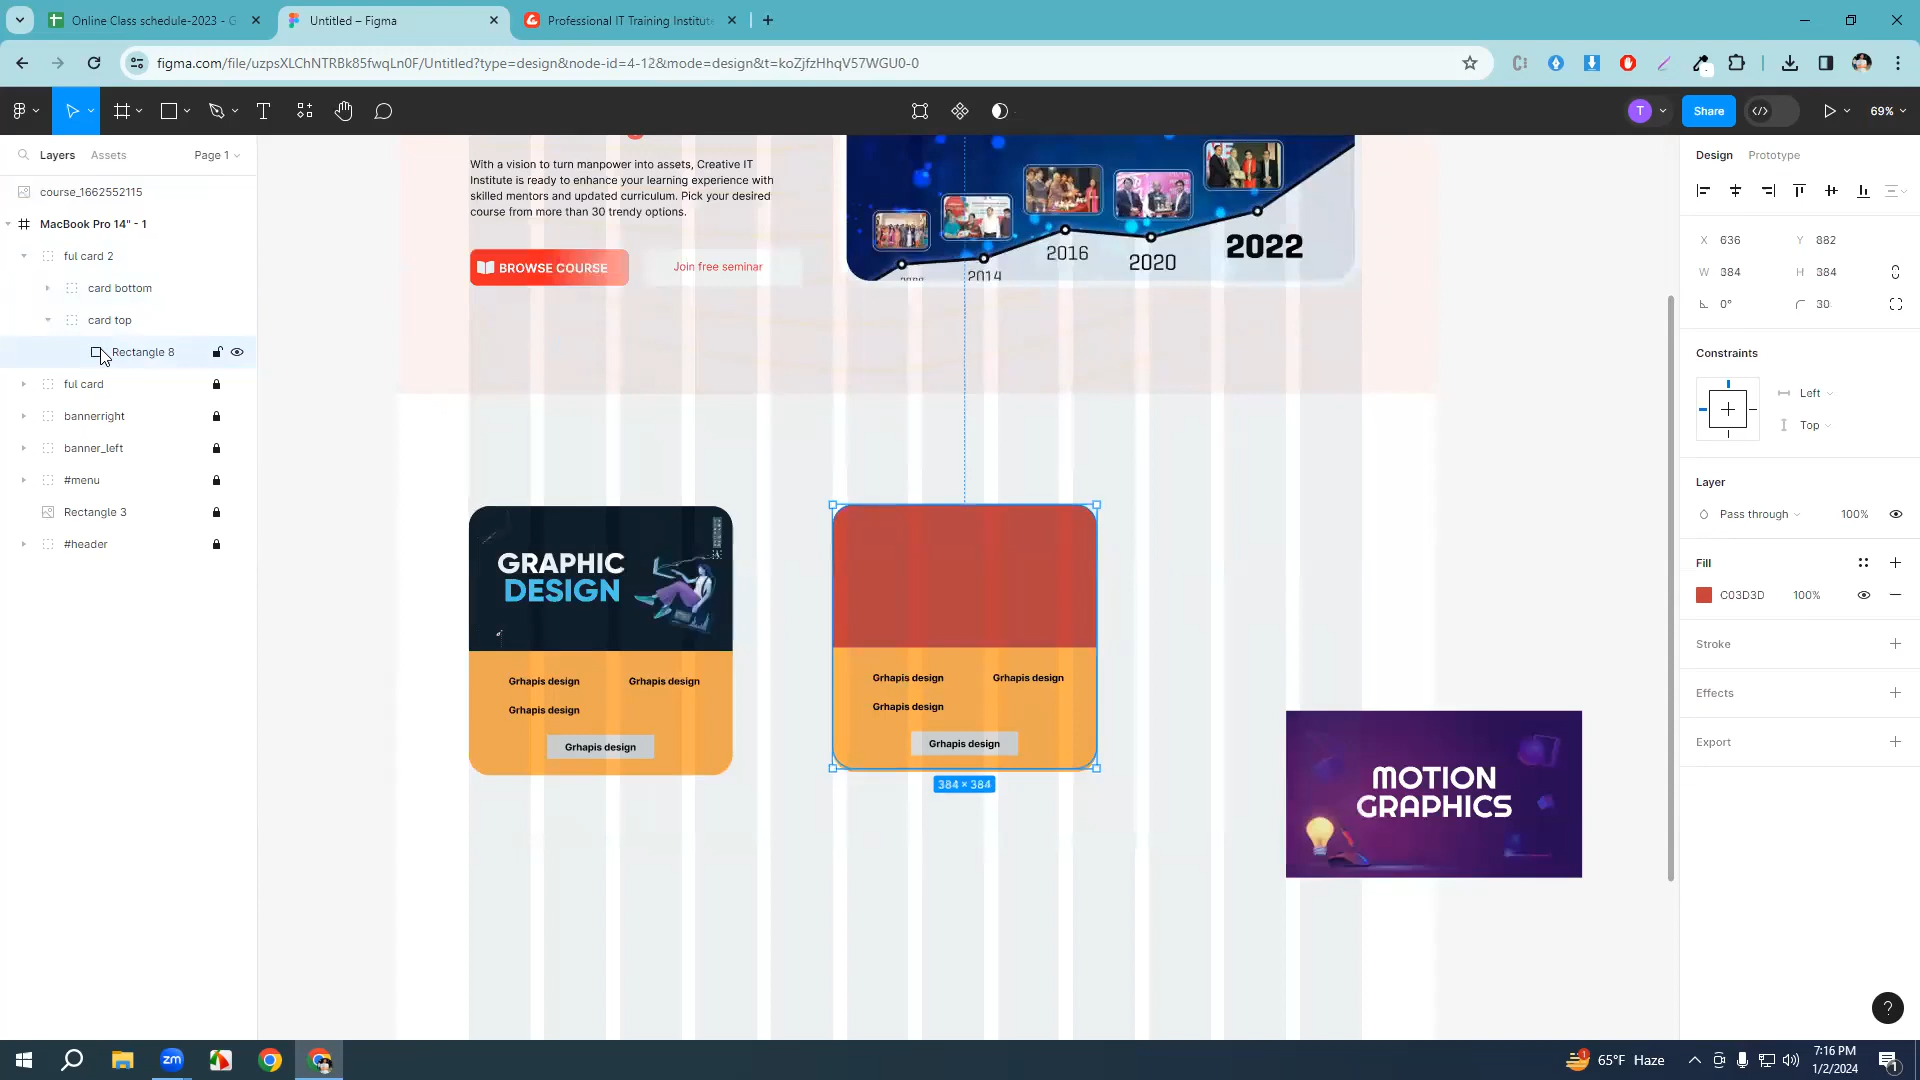 Online Class schedule-2023 - G
Untitled – Figma
Professional IT Training Institute
figma.com/file/uzpsXLChNTRBk85fwqLn0F/Untitled?type=design&node-id=4-12&mode=design&t=koZjfzHhqV57WGU0-0
T
Share
69%
Layers
Assets
Page 1
course_1662552115
MacBook Pro 14" - 1
ful card 2
card bottom
card top
Rectangle 8
ful card
bannerright
banner_left
#menu
Rectangle 3
#header
With a vision to turn manpower into assets, Creative IT
Institute is ready to enhance your learning experience with
skilled mentors and updated curriculum. Pick your desired
course from more than 30 trendy options.
BROWSE COURSE
Join free seminar
2014
2016
2020
2022
GRAPHIC
DESIGN
Grhapis design
Grhapis design
Grhapis design
Grhapis design
Grhapis design
Grhapis design
Grhapis design
Grhapis design
384 × 384
MOTION
GRAPHICS
Design
Prototype
X 636 Y 882
W 384 H 384
0° 30
Constraints
Left
Top
Layer
Pass through 100%
Fill
C03D3D 100%
Stroke
Effects
Export
?
zm
1
65°F Haze
7:16 PM
1/2/2024
1